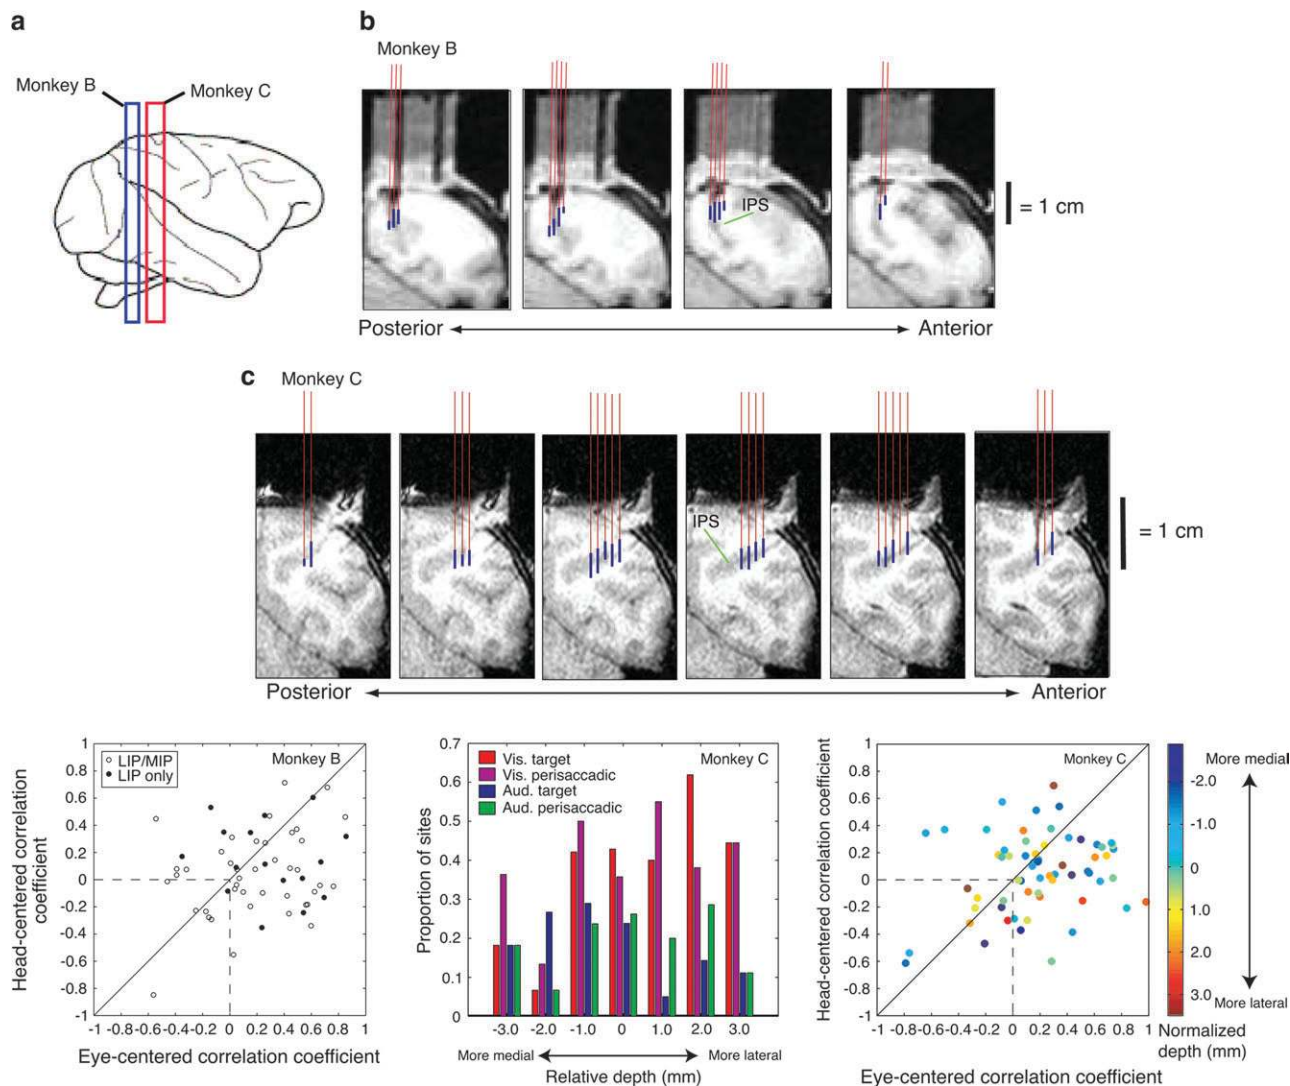 a
Monkey B
Monkey C
b
Monkey B
IPS
= 1 cm
Posterior
Anterior
c
Monkey C
IPS
= 1 cm
Posterior
Anterior
Head-centered correlation
coefficient
1
0.8
0.6
0.4
0.2
0
-0.2
-0.4
-0.6
-0.8
-1
LIP/MIP
LIP only
Monkey B
-1 -0.8 -0.6 -0.4 -0.2 0 0.2 0.4 0.6 0.8 1
Eye-centered correlation coefficient
Proportion of sites
0.7
0.6
0.5
0.4
0.3
0.2
0.1
0
Vis. target
Vis. perisaccadic
Aud. target
Aud. perisaccadic
Monkey C
-3.0 -2.0 -1.0 0 1.0 2.0 3.0
More medial
More lateral
Relative depth (mm)
Head-centered correlation coefficient
1
0.8
0.6
0.4
0.2
0
-0.2
-0.4
-0.6
-0.8
-1
Monkey C
-1 -0.8 -0.6 -0.4 -0.2 0 0.2 0.4 0.6 0.8 1
Eye-centered correlation coefficient
More medial
-2.0
-1.0
0
1.0
2.0
3.0
More lateral
Normalized
depth (mm)